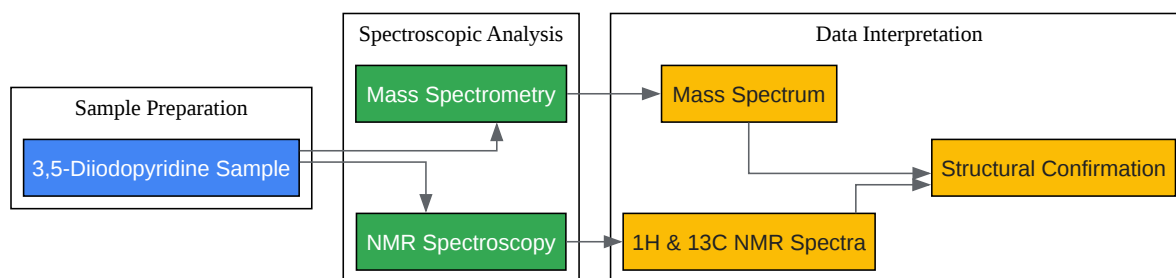 Sample Preparation
3,5-Diiodopyridine Sample
Spectroscopic Analysis
Mass Spectrometry
NMR Spectroscopy
Data Interpretation
Mass Spectrum
1H & 13C NMR Spectra
Structural Confirmation